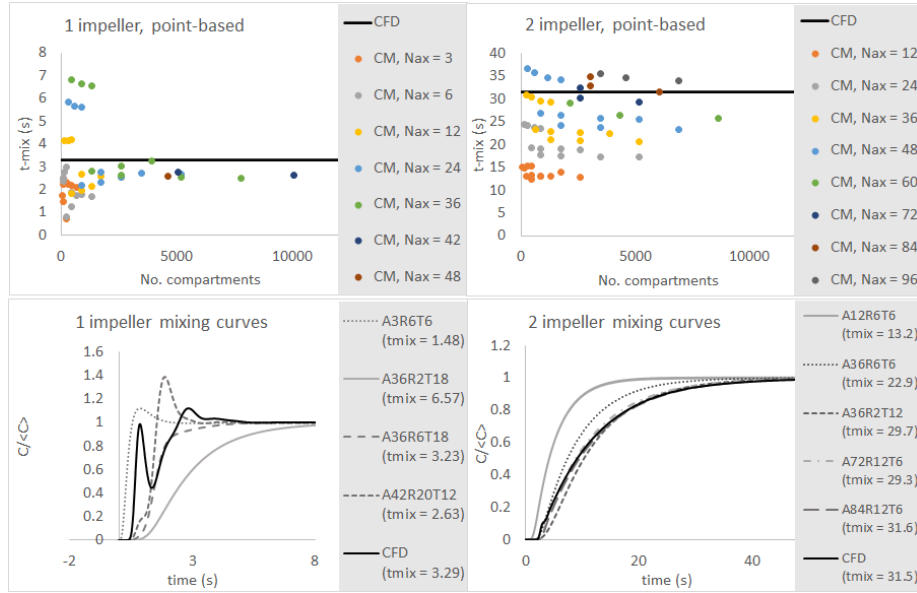 1 impeller, point-based
t-mix (s)
8
7
6
5
4
3
2
1
0
0
5000
10000
No. compartments
CFD
CM, Nax = 3
CM, Nax = 6
CM, Nax = 12
CM, Nax = 24
CM, Nax = 36
CM, Nax = 42
CM, Nax = 48
2 impeller, point-based
t-mix (s)
40
35
30
25
20
15
10
5
0
0
5000
10000
No. compartments
CFD
CM, Nax = 12
CM, Nax = 24
CM, Nax = 36
CM, Nax = 48
CM, Nax = 60
CM, Nax = 72
CM, Nax = 84
CM, Nax = 96
1 impeller mixing curves
C/<C>
1.6
1.4
1.2
1
0.8
0.6
0.4
0.2
0
-2
3
8
time (s)
A3R6T6
(tmix = 1.48)
A36R2T18
(tmix = 6.57)
A36R6T18
(tmix = 3.23)
A42R20T12
(tmix = 2.63)
CFD
(tmix = 3.29)
2 impeller mixing curves
C/<C>
1.2
1
0.8
0.6
0.4
0.2
0
0
20
40
time (s)
A12R6T6
(tmix = 13.2)
A36R6T6
(tmix = 22.9)
A36R2T12
(tmix = 29.7)
A72R12T6
(tmix = 29.3)
A84R12T6
(tmix = 31.6)
CFD
(tmix = 31.5)